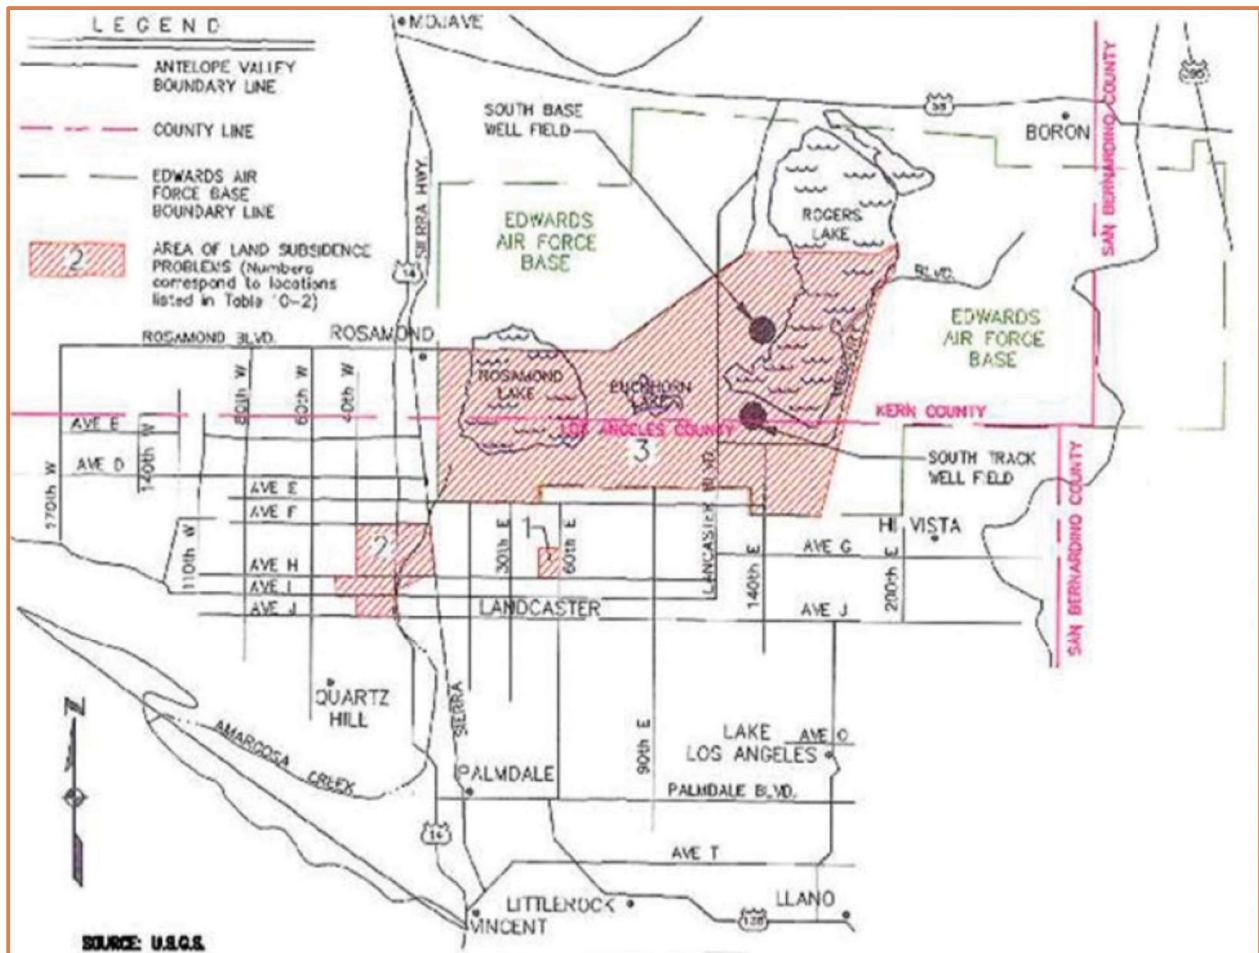 LEGEND
ANTELOPE VALLEY
BOUNDARY LINE
COUNTY LINE
EDWARDS AIR
FORCE BASE
BOUNDARY LINE
2
AREA OF LAND SUBSIDENCE
PROBLEMS (Numbers
correspond to locations
listed in Table 10-2)
MOJAVE
SIERRA HWY.
14
SOUTH BASE
WELL FIELD
58
BORON
395
SAN BERNARDINO COUNTY
EDWARDS
AIR FORCE
BASE
ROGERS
LAKE
BLVD.
EDWARDS
AIR FORCE
BASE
ROSAMOND BLVD.
ROSAMOND
ROSAMOND
LAKE
BUCKHORN
LAKE
80th W
60th W
40th W
KERN COUNTY
LOS ANGELES COUNTY
3
SOUTH TRACK
WELL FIELD
AVE B
140th W
AVE D
170th W
AVE E
AVE F
110th W
2
1
30th E
60th E
LANCASTER BLVD.
140th E
HI VISTA
AVE G
200th E
SAN BERNARDINO COUNTY
AVE H
AVE I
AVE J
LANDCASTER
AVE J
QUARTZ
HILL
SIERRA
90th E
LAKE
LOS ANGELES
AVE O
AMARGOSA
CREEK
PALMDALE
PALMDALE BLVD.
14
AVE T
LITTLEROCK
LLANO
138
VINCENT
Z
SOURCE: U.S.G.S.